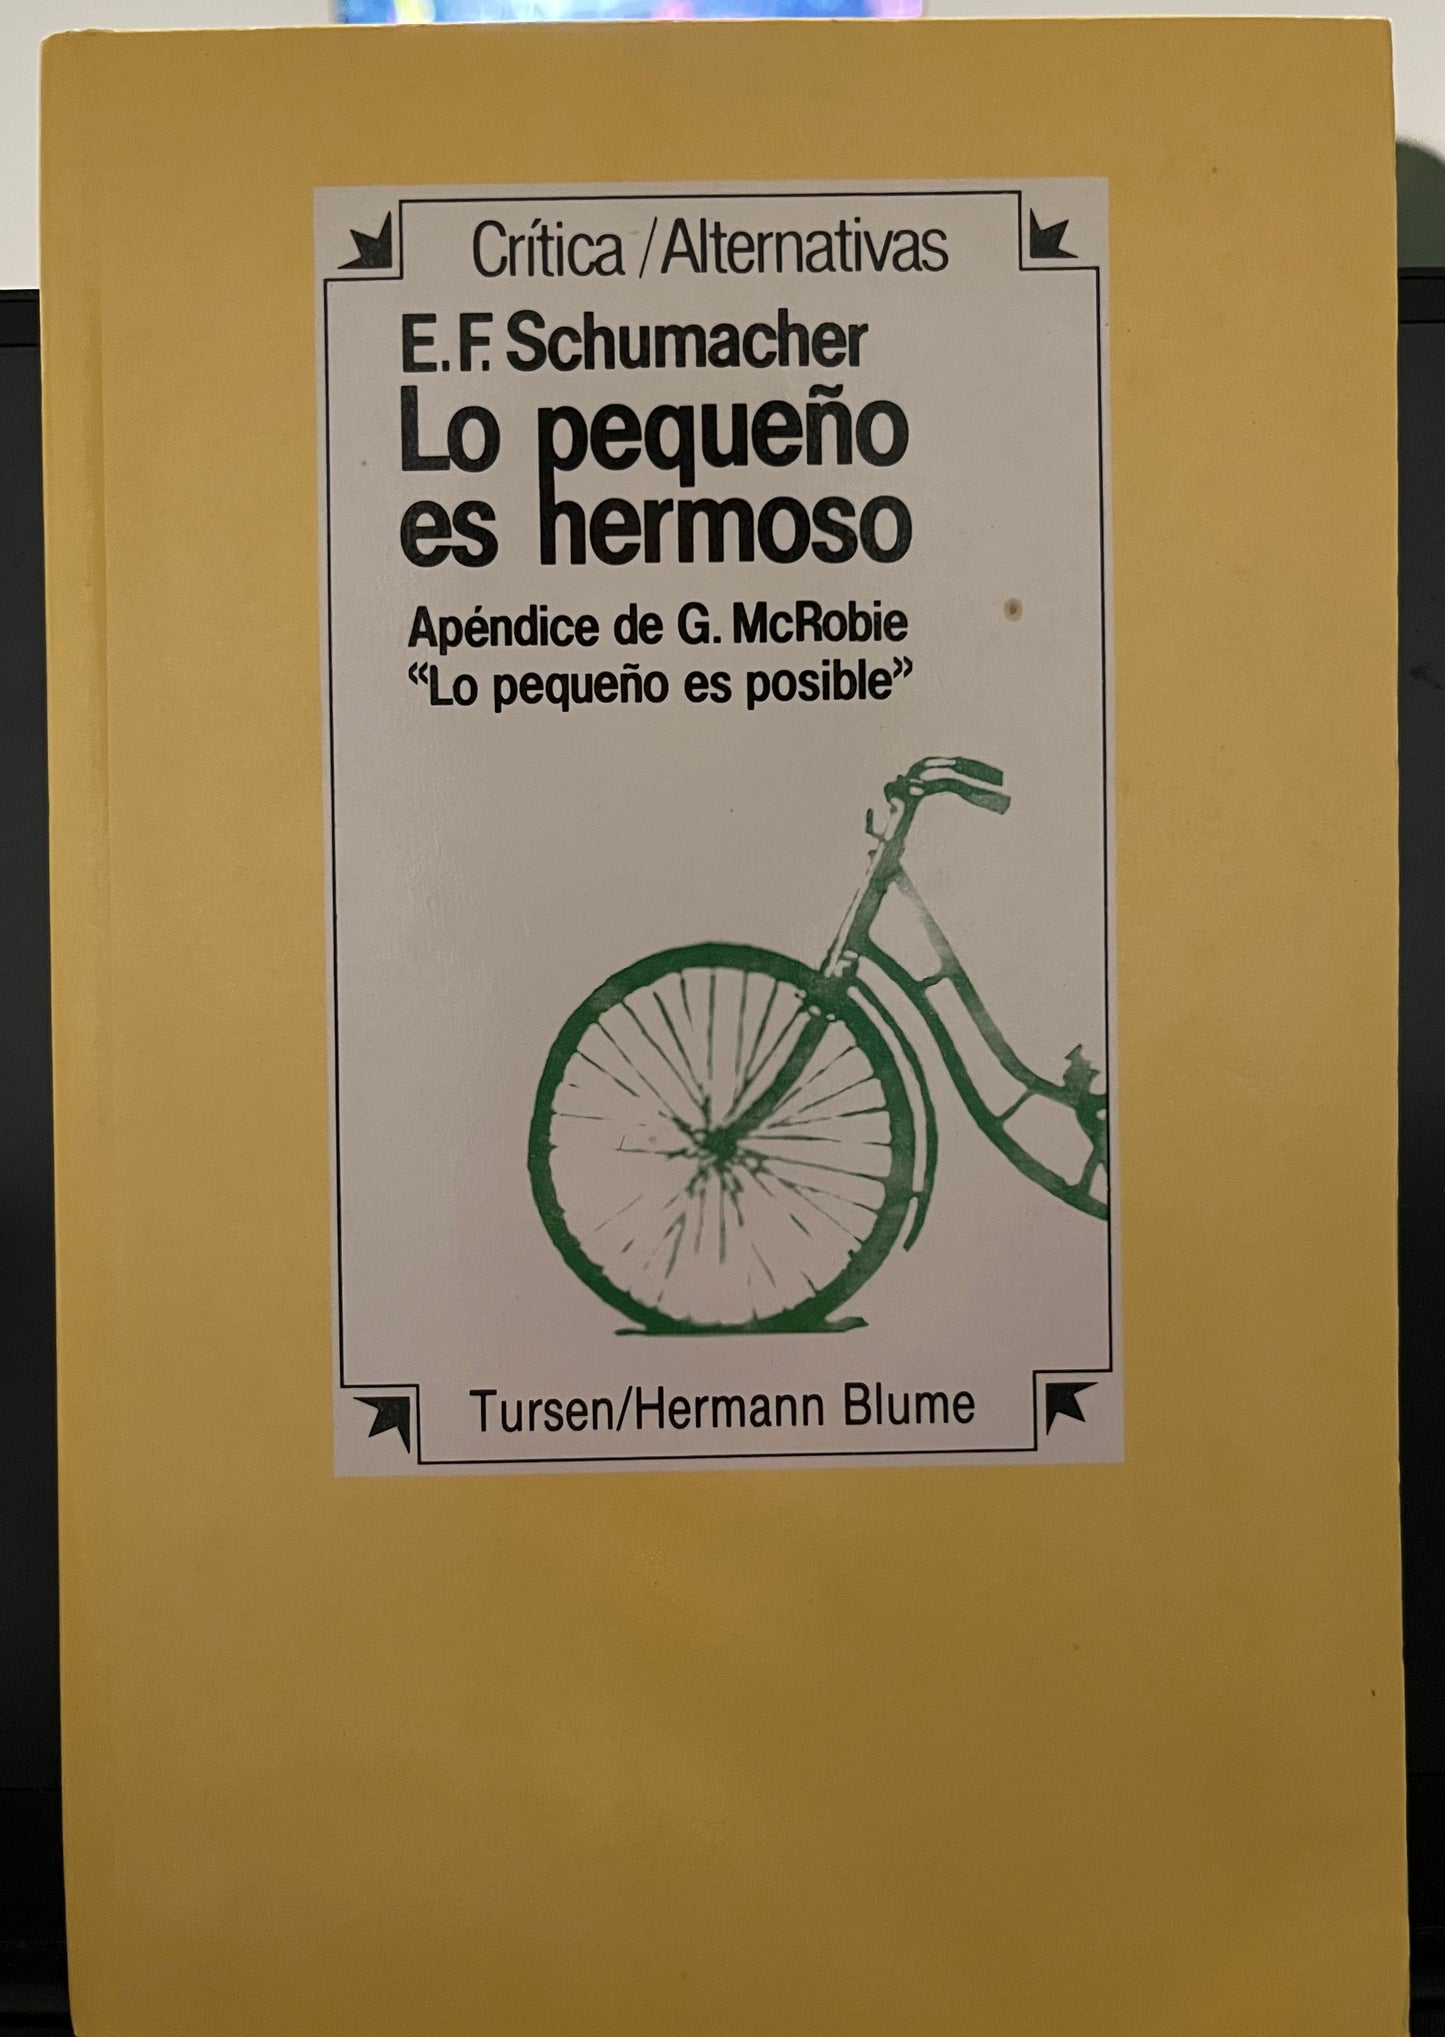 Crítica / Alternativas
E. F. Schumacher
Lo pequeño
es hermoso
Apéndice de G. McRobie
“Lo pequeño es posible”
Tursen/Hermann Blume